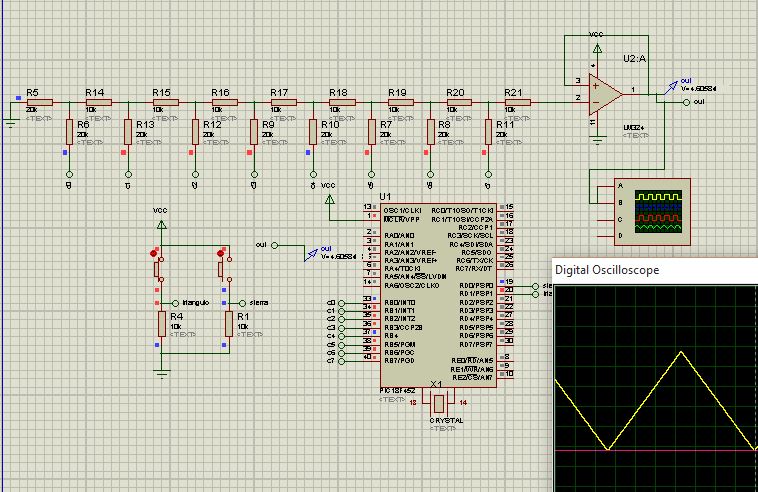 VCC
U2:A
R5 R14 R15 R16 R17 R18 R19 R20 R21
20k 10k 10k 10k 10k 10k 10k 10k 10k
<TEXT> <TEXT> <TEXT> <TEXT> <TEXT> <TEXT> <TEXT> <TEXT> <TEXT>
3
2
1
4
11
out
V=4.60584
out
LM324
<TEXT>
R6 R13 R12 R9 R10 R7 R8 R11
20k 20k 20k 20k 20k 20k 20k 20k
<TEXT> <TEXT> <TEXT> <TEXT> <TEXT> <TEXT> <TEXT> <TEXT>
A
B
C
D
VCC
VCC
out
V=4.60584
triangulo
sierra
R4
10k
<TEXT>
R1
10k
<TEXT>
U1
13 OSC1/CLKI
1 MCLR/VPP
2 RA0/AN0
3 RA1/AN1
4 RA2/AN2/VREF-
5 RA3/AN3/VREF+
6 RA4/T0CKI
7 RA5/AN4/SS/LVDIN
14 RA6/OSC2/CLKO
c0 33 RB0/INT0
c1 34 RB1/INT1
c2 35 RB2/INT2
c3 36 RB3/CCP2B
c4 37 RB4
c5 38 RB5/PGM
c6 39 RB6/PGC
c7 40 RB7/PGD
RC0/T1OSO/T1CKI 15
RC1/T1OSI/CCP2A 16
RC2/CCP1 17
RC3/SCK/SCL 18
RC4/SDI/SDA 23
RC5/SDO 24
RC6/TX/CK 25
RC7/RX/DT 26
RD0/PSP0 19
RD1/PSP1 20
RD2/PSP2 21
RD3/PSP3 22
RD4/PSP4 27
RD5/PSP5 28
RD6/PSP6 29
RD7/PSP7 30
RE0/RD/AN5 8
RE1/WR/AN6 9
RE2/CS/AN7 10
PIC18F452
<TEXT>
X1
13 14
CRYSTAL
<TEXT>
Digital Oscilloscope